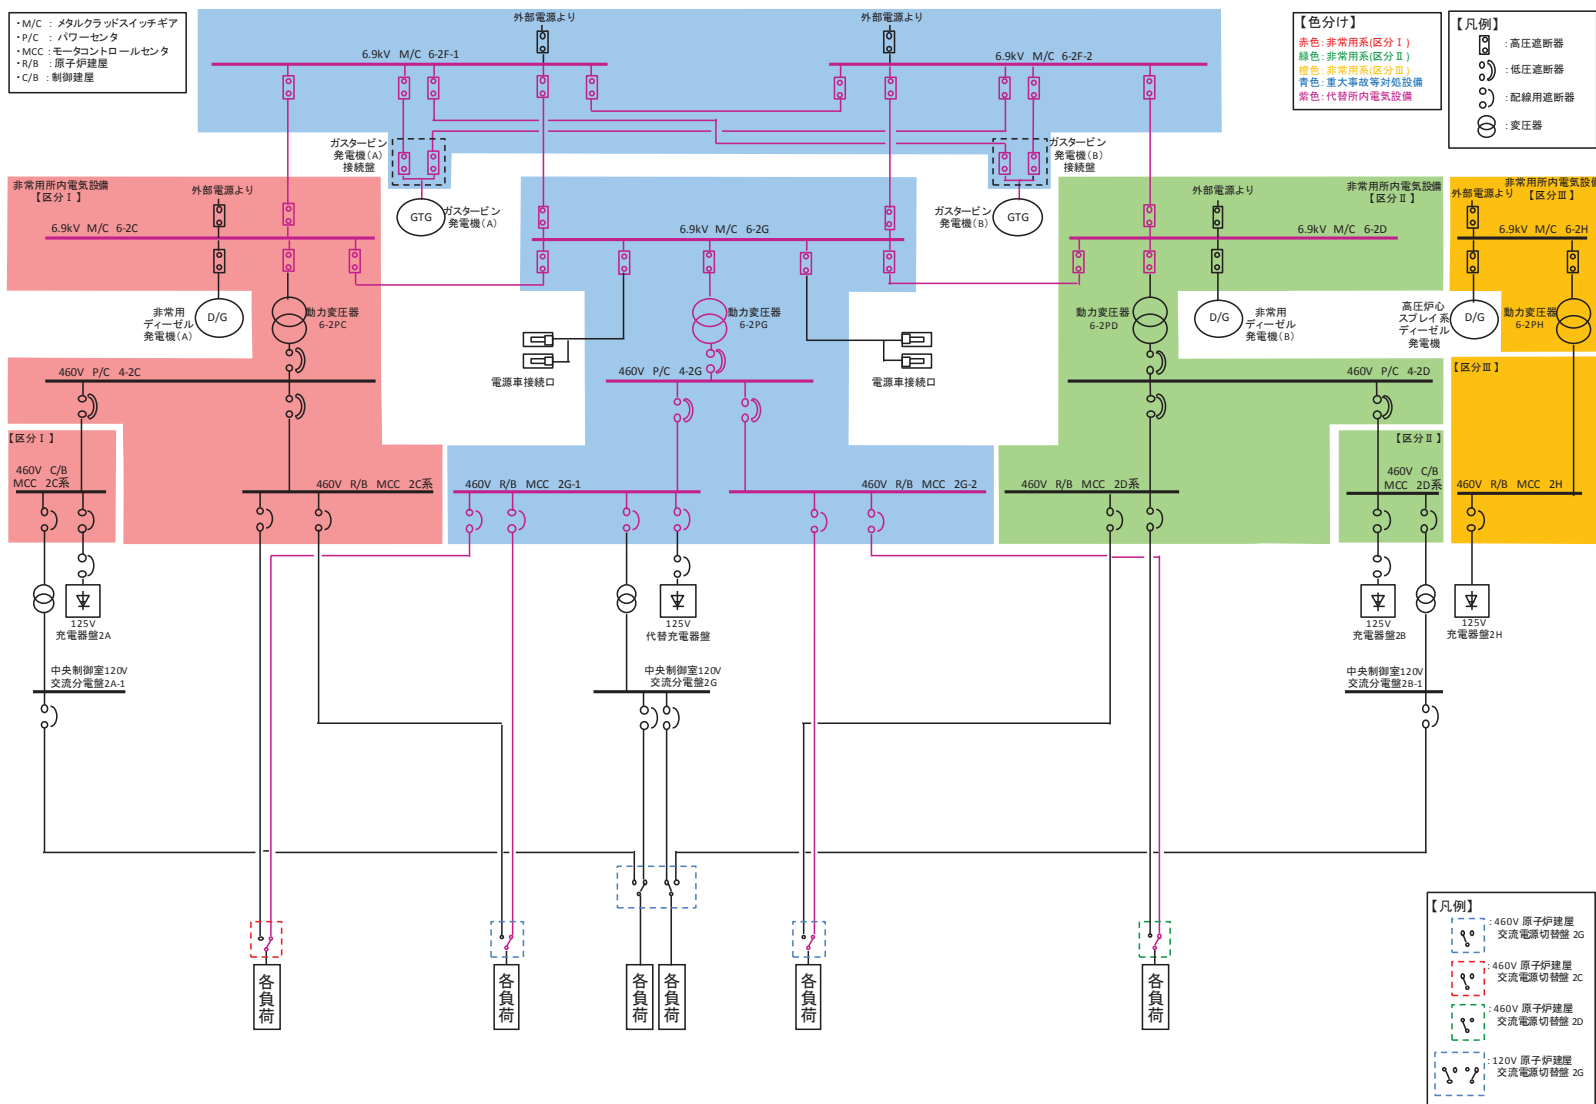 ・M/C ： メタルクラッドスイッチギア
・P/C ： パワーセンタ
・MCC ：モータコントロールセンタ
・R/B ：原子炉建屋
・C/B ：制御建屋
外部電源より
外部電源より
6.9kV M/C 6-2F-1
6.9kV M/C 6-2F-2
【色分け】
赤色：非常用系(区分Ⅰ)
緑色：非常用系(区分Ⅱ)
橙色：非常用系(区分Ⅲ)
青色：重大事故等対処設備
紫色：代替所内電気設備
【凡例】
：高圧遮断器
：低圧遮断器
：配線用遮断器
：変圧器
ガスタービン
発電機(A)
接続盤
ガスタービン
発電機(B)
接続盤
非常用所内電気設備
【区分Ⅰ】
外部電源より
6.9kV M/C 6-2C
GTG
ガスタービン
発電機(A)
6.9kV M/C 6-2G
ガスタービン
発電機(B)
GTG
外部電源より
非常用所内電気設備
【区分Ⅱ】
6.9kV M/C 6-2D
非常用所内電気設備
【区分Ⅲ】
外部電源より
6.9kV M/C 6-2H
非常用
ディーゼル
発電機(A)
D/G
動力変圧器
6-2PC
動力変圧器
6-2PG
動力変圧器
6-2PD
D/G
非常用
ディーゼル
発電機(B)
高圧炉心
スプレイ系
ディーゼル
発電機
D/G
動力変圧器
6-2PH
電源車接続口
電源車接続口
460V P/C 4-2C
460V P/C 4-2G
460V P/C 4-2D
【区分Ⅲ】
【区分Ⅰ】
【区分Ⅱ】
460V C/B
MCC 2C系
460V R/B MCC 2C系
460V R/B MCC 2G-1
460V R/B MCC 2G-2
460V R/B MCC 2D系
460V C/B
MCC 2D系
460V R/B MCC 2H
125V
充電器盤2A
125V
代替充電器盤
125V
充電器盤2B
125V
充電器盤2H
中央制御室120V
交流分電盤2A-1
中央制御室120V
交流分電盤2G
中央制御室120V
交流分電盤2B-1
各負荷
各負荷
各負荷
各負荷
各負荷
各負荷
【凡例】
：460V 原子炉建屋
交流電源切替盤 2G
：460V 原子炉建屋
交流電源切替盤 2C
：460V 原子炉建屋
交流電源切替盤 2D
：120V 原子炉建屋
交流電源切替盤 2G